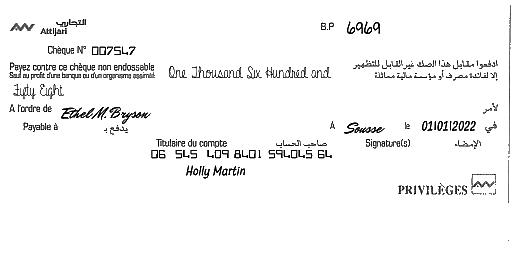 التجاري
Attijari
B.P 6969
Chèque N° 007547
Payez contre ce chèque non endossable
Sauf au profit d'une banque ou d'un organisme assimilé
One Thousand Six Hundred and
ادفعوا مقابل هذا الصك غير القابل للتظهير
إلا لفائدة مصرف أو مؤسسة مالية مماثلة
Fifty Eight
A l'ordre de Ethel M. Bryson
لأمر
Payable à
يدفع بـ
A Sousse le 01/01/2022 في
Titulaire du compte صاحب الحساب
Signature(s) الإمضاء
06 545 409 8401 594045 64
Holly Martin
PRIVILÈGES